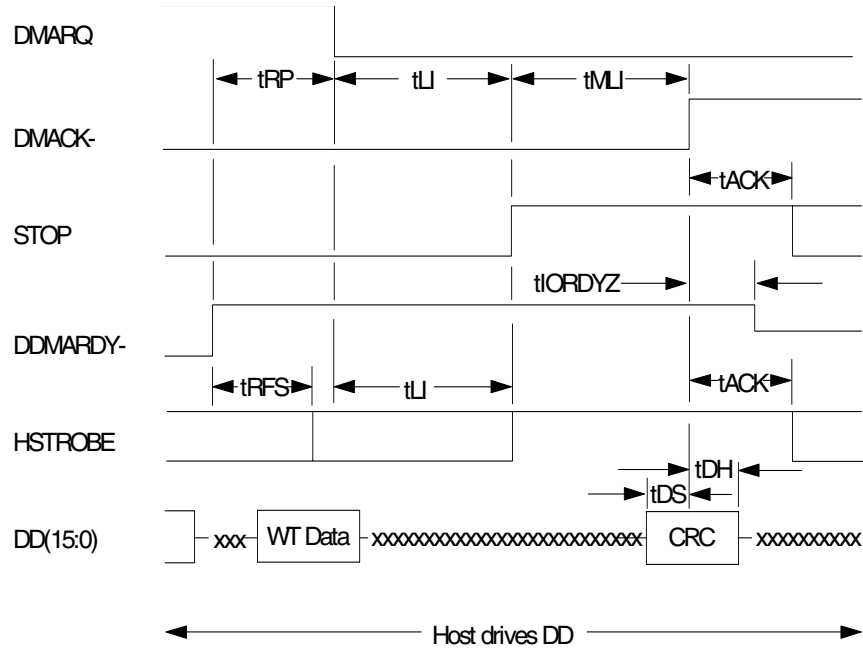 DMARQ
tRP
tLI
tMLI
DMACK-
tACK
STOP
tIORDYZ
DDMARDY-
tRFS
tLI
tACK
HSTROBE
tDH
tDS
DD(15:0)
xxx
WT Data
xxxxxxxxxxxxxxxxxxxxxxxxxx
CRC
xxxxxxxxxx
Host drives DD